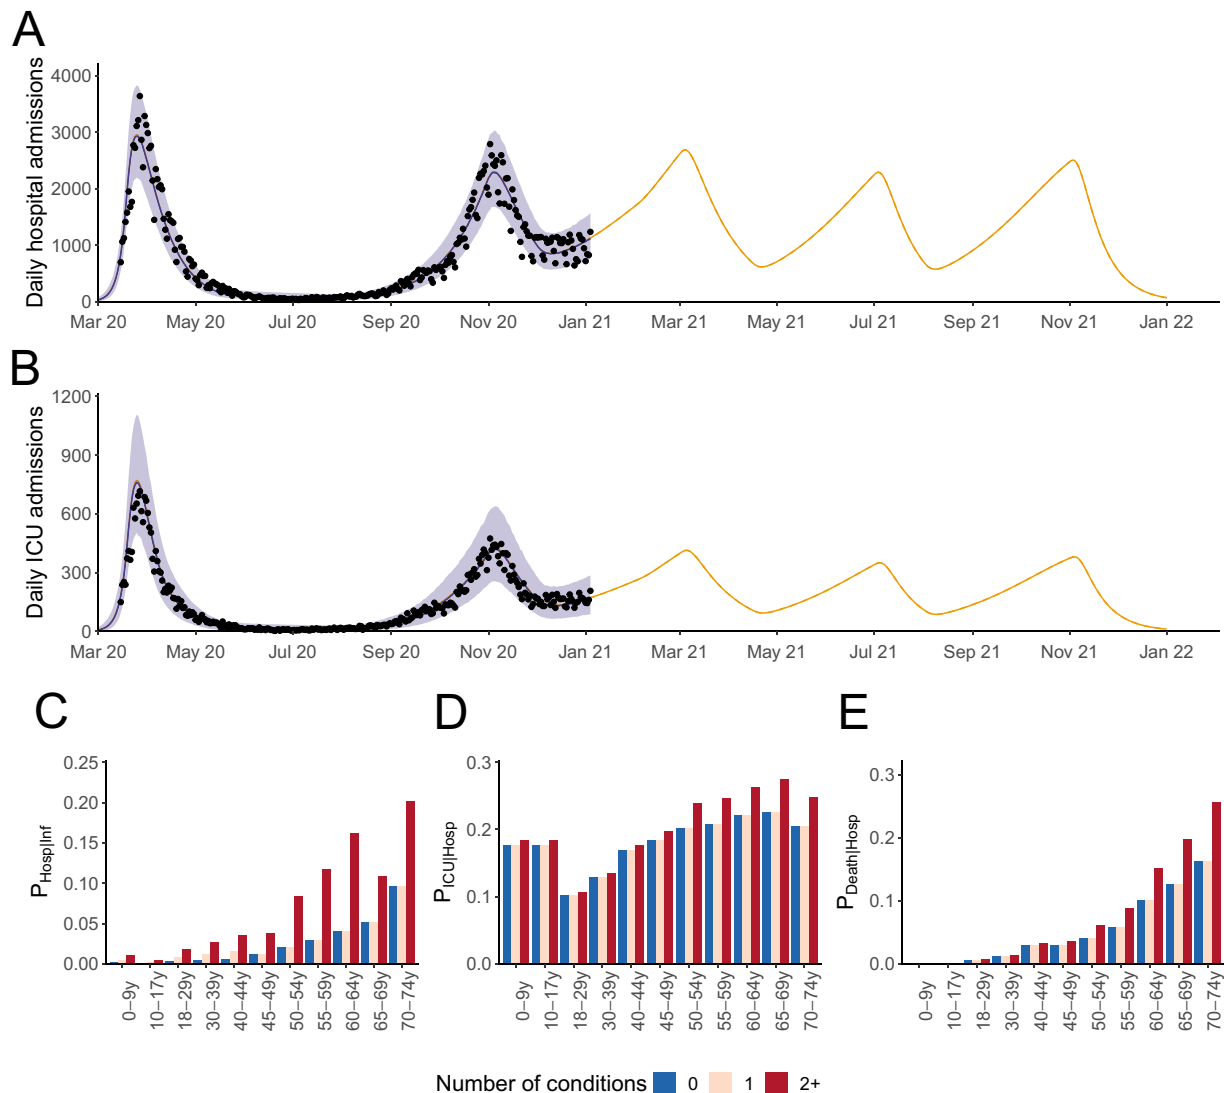 A
Daily hospital admissions
4000
3000
2000
1000
0
Mar 20 May 20 Jul 20 Sep 20 Nov 20 Jan 21 Mar 21 May 21 Jul 21 Sep 21 Nov 21 Jan 22
B
Daily ICU admissions
1200
900
600
300
0
Mar 20 May 20 Jul 20 Sep 20 Nov 20 Jan 21 Mar 21 May 21 Jul 21 Sep 21 Nov 21 Jan 22
C
P Hosp|Inf
0.25
0.20
0.15
0.10
0.05
0.00
0–9y 10–17y 18–29y 30–39y 40–44y 45–49y 50–54y 55–59y 60–64y 65–69y 70–74y
D
P ICU|Hosp
0.3
0.2
0.1
0.0
0–9y 10–17y 18–29y 30–39y 40–44y 45–49y 50–54y 55–59y 60–64y 65–69y 70–74y
E
P Death|Hosp
0.3
0.2
0.1
0.0
0–9y 10–17y 18–29y 30–39y 40–44y 45–49y 50–54y 55–59y 60–64y 65–69y 70–74y
Number of conditions 0 1 2+